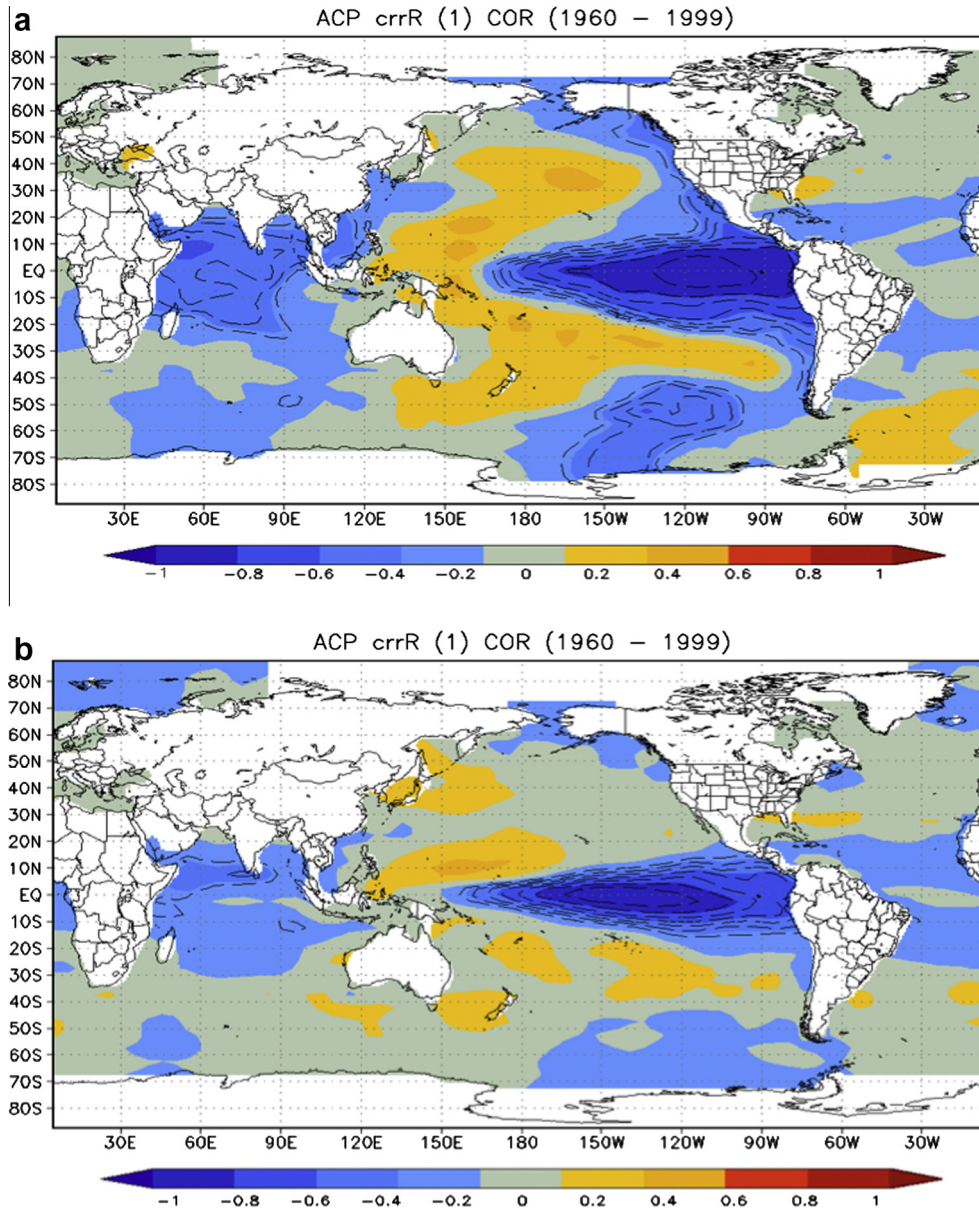 a
ACP crrR (1) COR (1960 – 1999)
80N
70N
60N
50N
40N
30N
20N
10N
EQ
10S
20S
30S
40S
50S
60S
70S
80S
30E 60E 90E 120E 150E 180 150W 120W 90W 60W 30W
-1 -0.8 -0.6 -0.4 -0.2 0 0.2 0.4 0.6 0.8 1
b
ACP crrR (1) COR (1960 – 1999)
80N
70N
60N
50N
40N
30N
20N
10N
EQ
10S
20S
30S
40S
50S
60S
70S
80S
30E 60E 90E 120E 150E 180 150W 120W 90W 60W 30W
-1 -0.8 -0.6 -0.4 -0.2 0 0.2 0.4 0.6 0.8 1